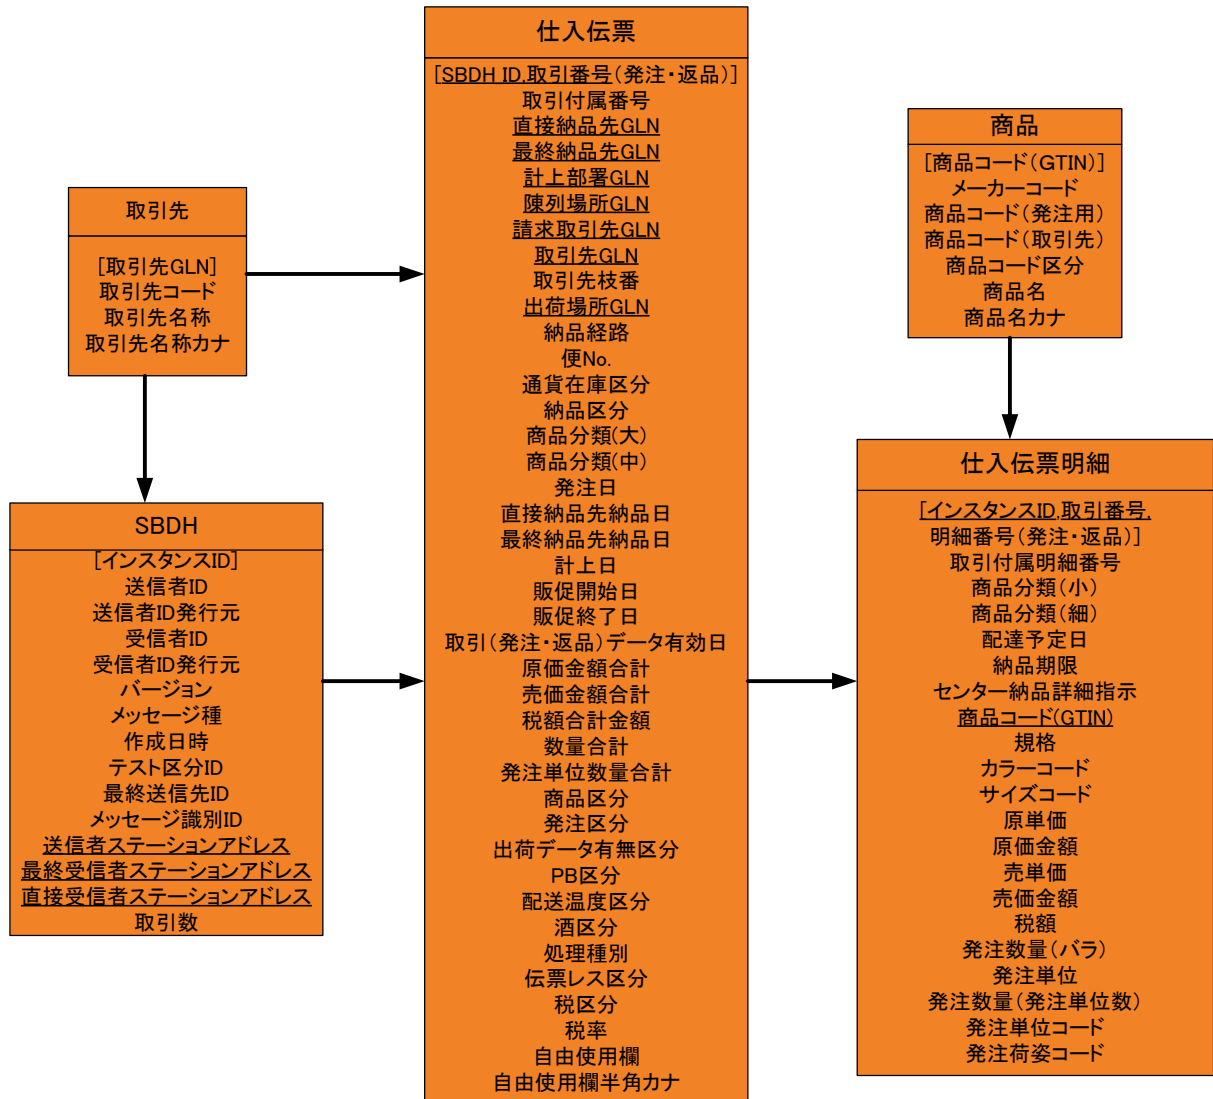 取引先
[取引先GLN]
取引先コード
取引先名称
取引先名称カナ
SBDH
[インスタンスID]
送信者ID
送信者ID発行元
受信者ID
受信者ID発行元
バージョン
メッセージ種
作成日時
テスト区分ID
最終送信先ID
メッセージ識別ID
送信者ステーションアドレス
最終受信者ステーションアドレス
直接受信者ステーションアドレス
取引数
仕入伝票
[SBDH ID,取引番号(発注・返品)]
取引付属番号
直接納品先GLN
最終納品先GLN
計上部署GLN
陳列場所GLN
請求取引先GLN
取引先GLN
取引先枝番
出荷場所GLN
納品経路
便No.
通貨在庫区分
納品区分
商品分類(大)
商品分類(中)
発注日
直接納品先納品日
最終納品先納品日
計上日
販促開始日
販促終了日
取引(発注・返品)データ有効日
原価金額合計
売価金額合計
税額合計金額
数量合計
発注単位数量合計
商品区分
発注区分
出荷データ有無区分
PB区分
配送温度区分
酒区分
処理種別
伝票レス区分
税区分
税率
自由使用欄
自由使用欄半角カナ
商品
[商品コード(GTIN)]
メーカーコード
商品コード(発注用)
商品コード(取引先)
商品コード区分
商品名
商品名カナ
仕入伝票明細
[インスタンスID,取引番号,
明細番号(発注・返品)]
取引付属明細番号
商品分類(小)
商品分類(細)
配達予定日
納品期限
センター納品詳細指示
商品コード(GTIN)
規格
カラーコード
サイズコード
原単価
原価金額
売単価
売価金額
税額
発注数量(バラ)
発注単位
発注数量(発注単位数)
発注単位コード
発注荷姿コード